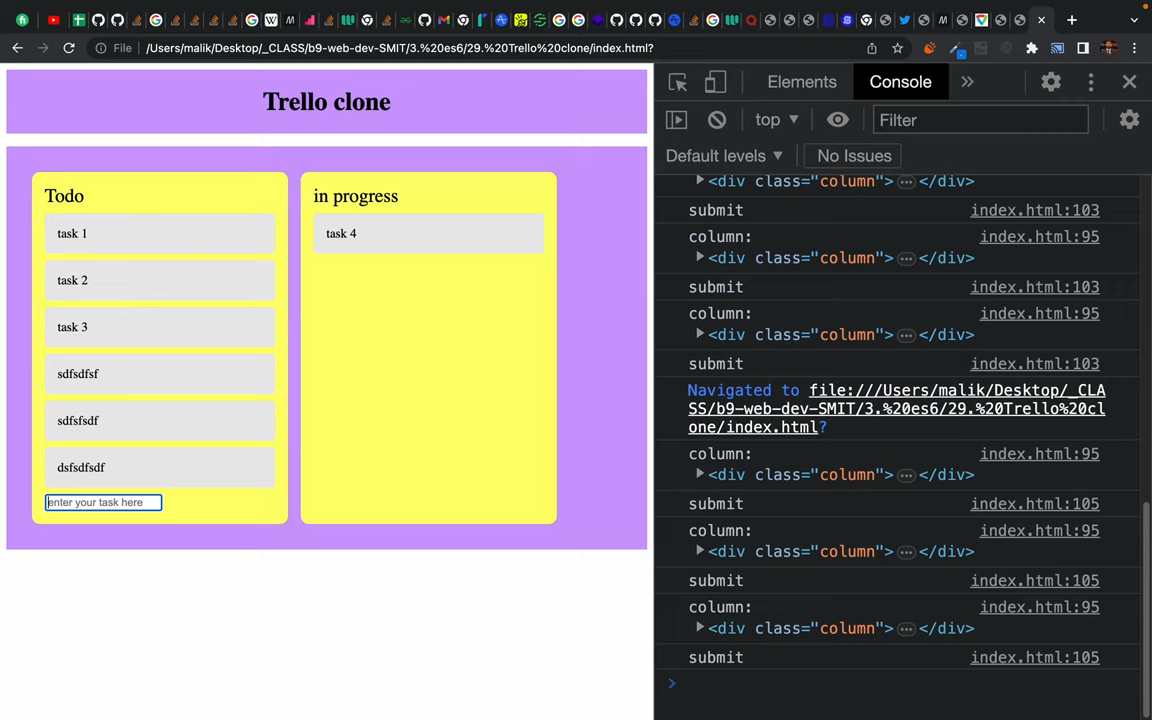 File
/Users/malik/Desktop/_CLASS/b9-web-dev-SMIT/3.%20es6/29.%20Trello%20clone/index.html?
Trello clone
Todo
task 1
task 2
task 3
sdfsdfsf
sdfsfsdf
dsfsdfsdf
enter your task here
in progress
task 4
Elements Console
top Filter
Default levels No Issues
<div class="column"> </div>
submit index.html:103
column: index.html:95
<div class="column"> </div>
submit index.html:103
column: index.html:95
<div class="column"> </div>
submit index.html:103
Navigated to file:///Users/malik/Desktop/_CLA
SS/b9-web-dev-SMIT/3.%20es6/29.%20Trello%20cl
one/index.html?
column: index.html:95
<div class="column"> </div>
submit index.html:105
column: index.html:95
<div class="column"> </div>
submit index.html:105
column: index.html:95
<div class="column"> </div>
submit index.html:105